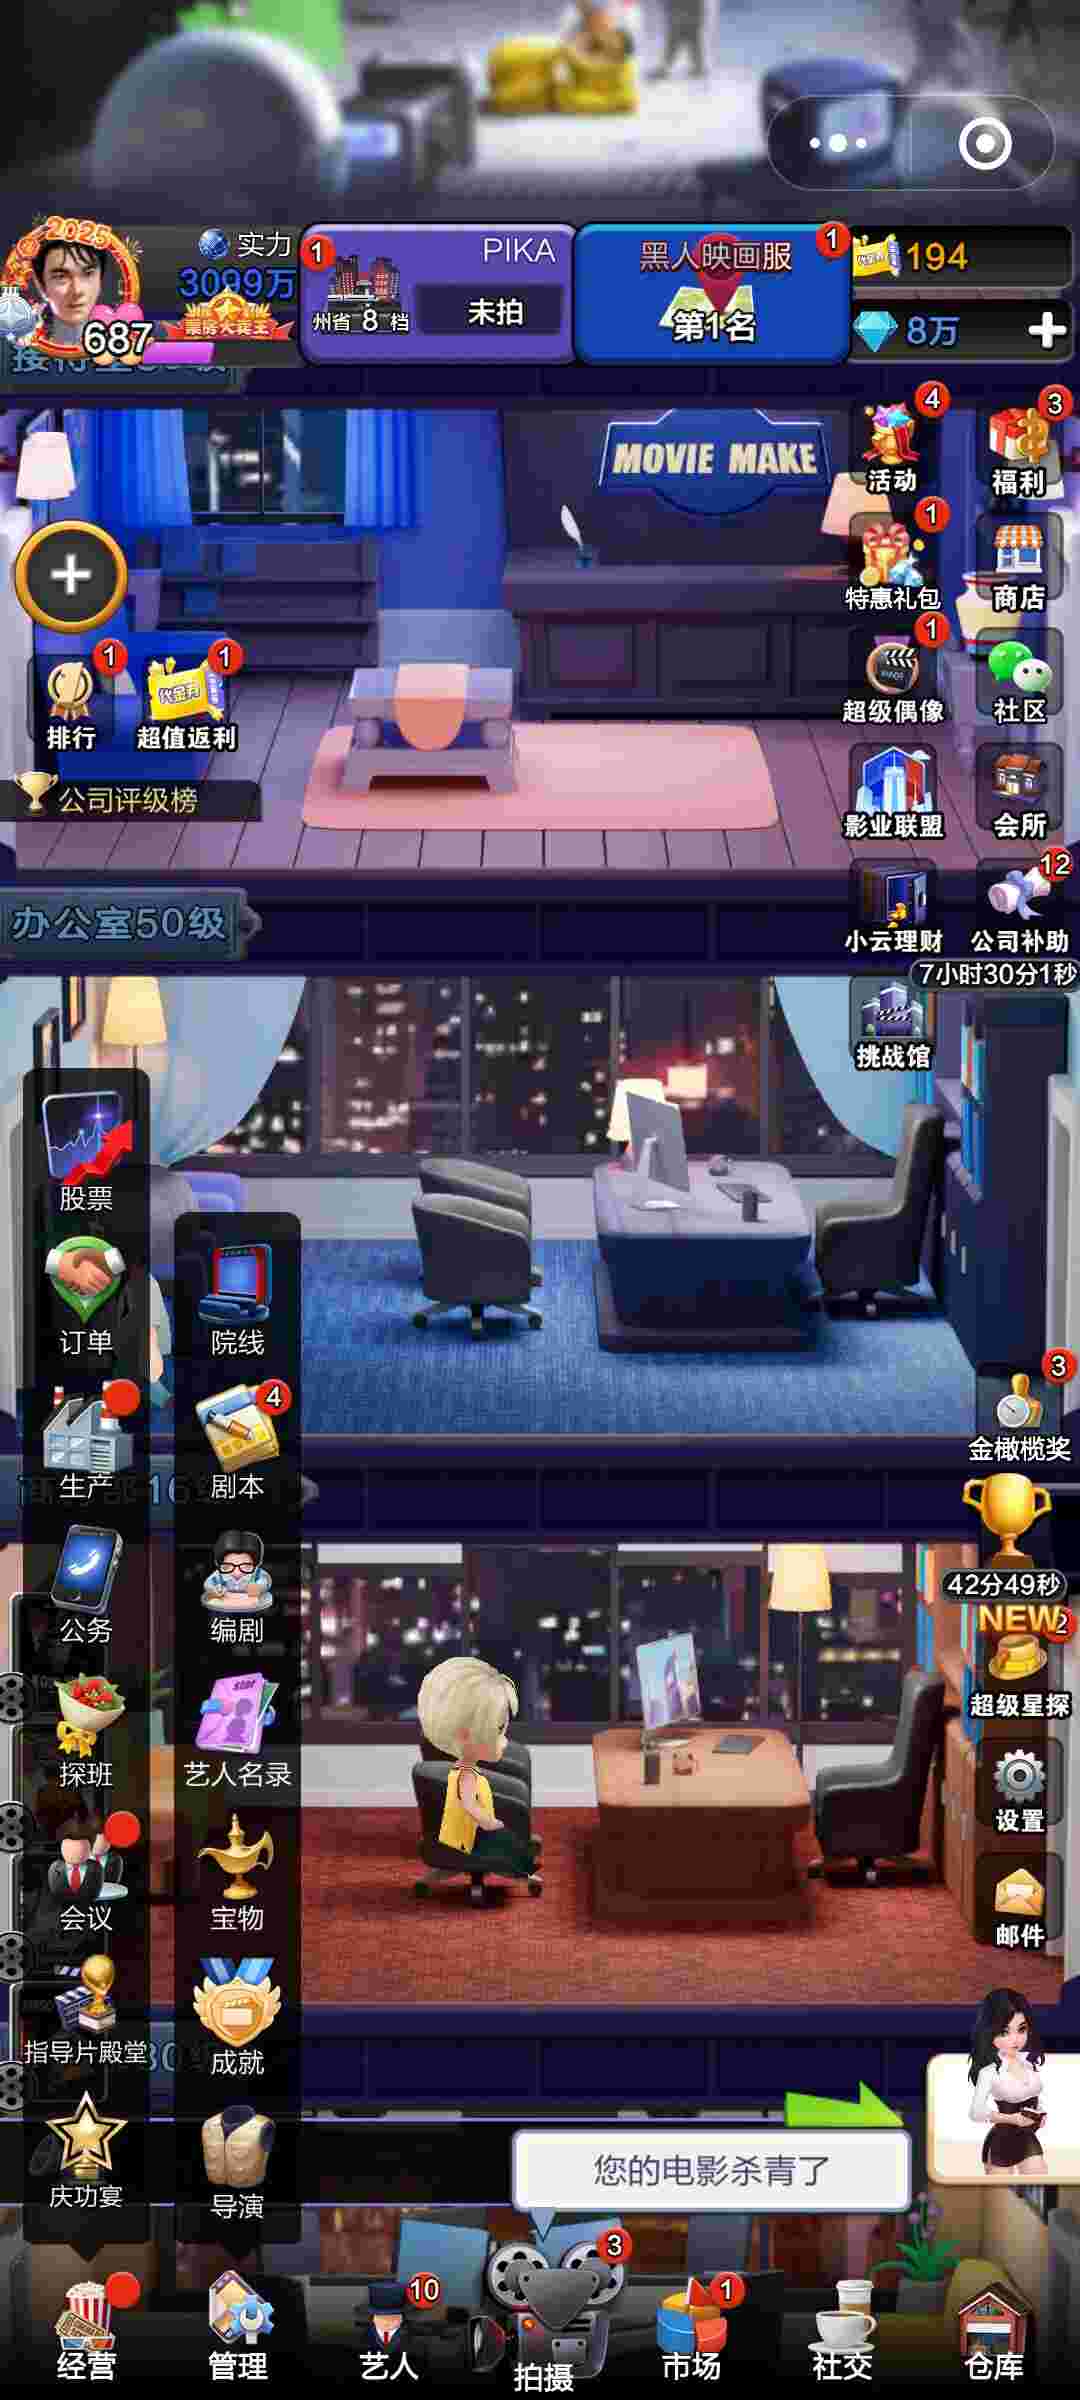 2025
实力
3099万
票房大卖王
687
1
PIKA
州省 8 档
未拍
黑人映画服
1
第1名
代金券
194
8万
MOVIE MAKE
4
活动
3
福利
1
特惠礼包
商店
1
排行
1
代金券
超值返利
1
超级偶像
社区
公司评级榜
影业联盟
会所
办公室50级
小云理财
12
公司补助
7小时30分1秒
挑战馆
股票
订单
院线
3
金橄榄奖
生产
4
剧本
公务
编剧
42分49秒
NEW
2
超级星探
探班
star
艺人名录
设置
会议
宝物
邮件
指导片殿堂
成就
您的电影杀青了
庆功宴
导演
经营
管理
10
艺人
3
拍摄
1
市场
社交
仓库